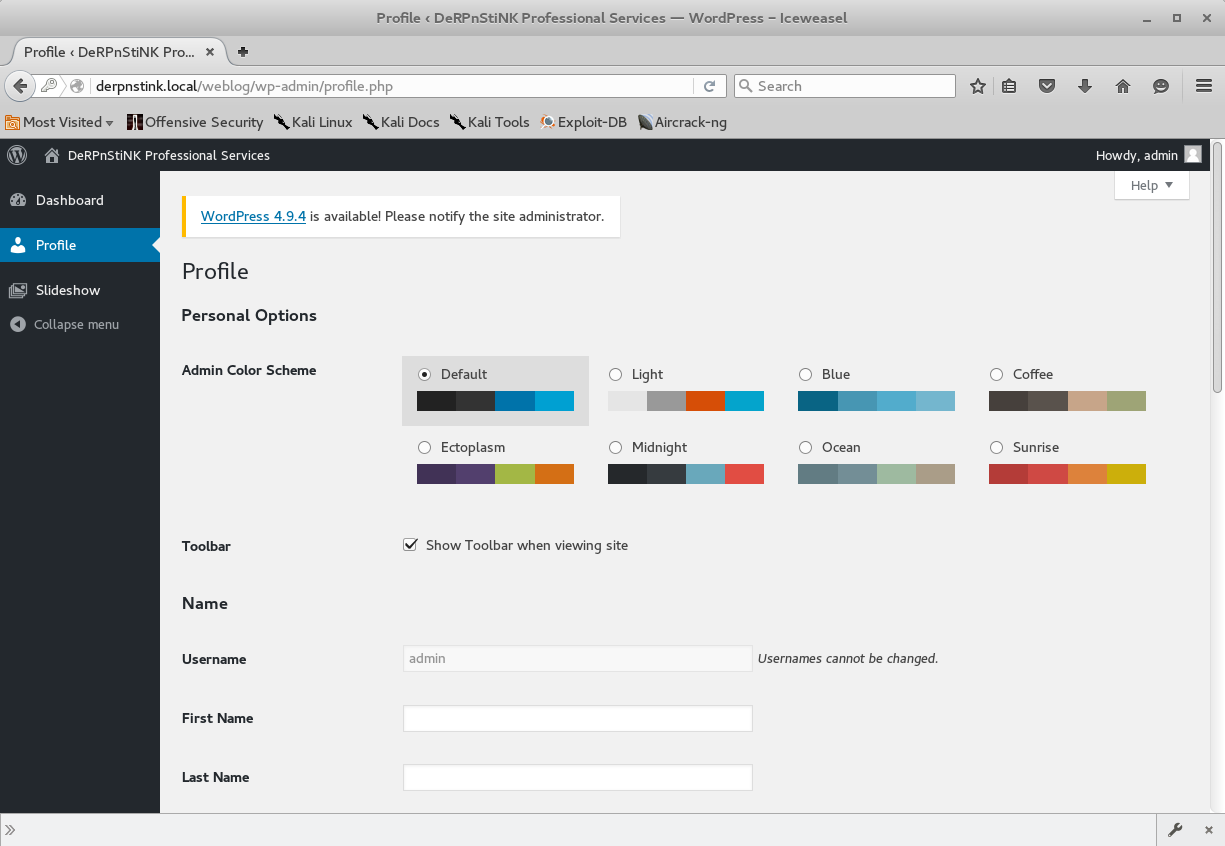 Profile ‹ DeRPnStiNK Professional Services — WordPress – Iceweasel
Profile ‹ DeRPnStiNK Pro...
derpnstink.local/weblog/wp-admin/profile.php
Search
Most Visited
Offensive Security
Kali Linux
Kali Docs
Kali Tools
Exploit-DB
Aircrack-ng
DeRPnStiNK Professional Services
Howdy, admin
Help
Dashboard
Profile
Slideshow
Collapse menu
WordPress 4.9.4 is available! Please notify the site administrator.
Profile
Personal Options
Admin Color Scheme
Default
Light
Blue
Coffee
Ectoplasm
Midnight
Ocean
Sunrise
Toolbar
Show Toolbar when viewing site
Name
Username
admin
Usernames cannot be changed.
First Name
Last Name